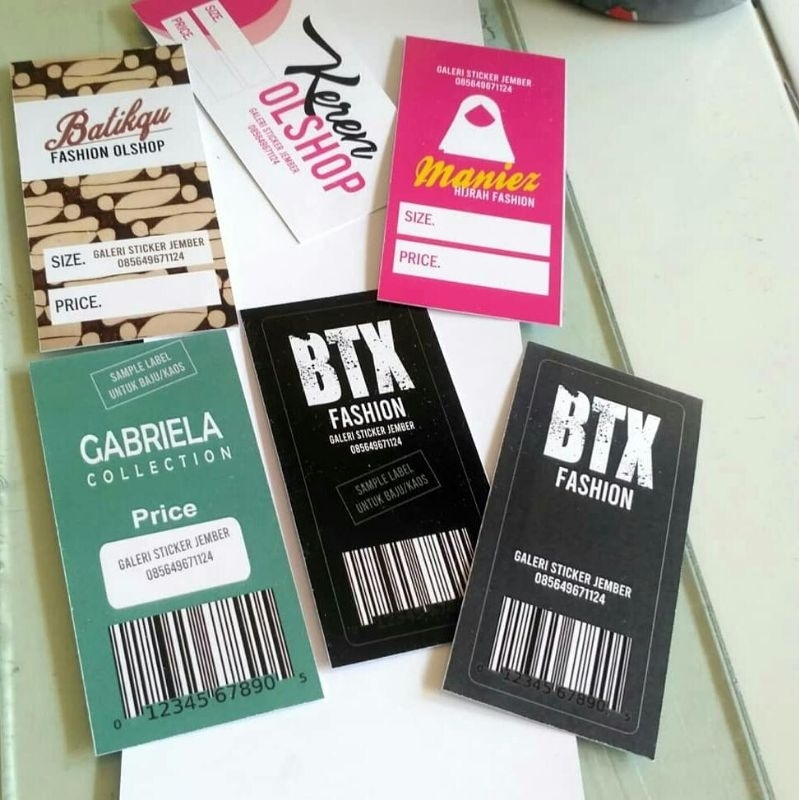 Batikqu
FASHION OLSHOP
SIZE.
GALERI STICKER JEMBER
085649671124
PRICE.
SIZE.
PRICE.
Keren
OLSHOP
GALERI STICKER JEMBER
085649671124
GALERI STICKER JEMBER
085649671124
Maniez
HIJRAH FASHION
SIZE.
PRICE.
SAMPLE LABEL
UNTUK BAJU/KAOS
GABRIELA
COLLECTION
Price
GALERI STICKER JEMBER
085649671124
0 12345 67890 5
BTX
FASHION
GALERI STICKER JEMBER
085649671124
SAMPLE LABEL
UNTUK BAJU/KAOS
BTX
FASHION
GALERI STICKER JEMBER
085649671124
0 12345 67890 5